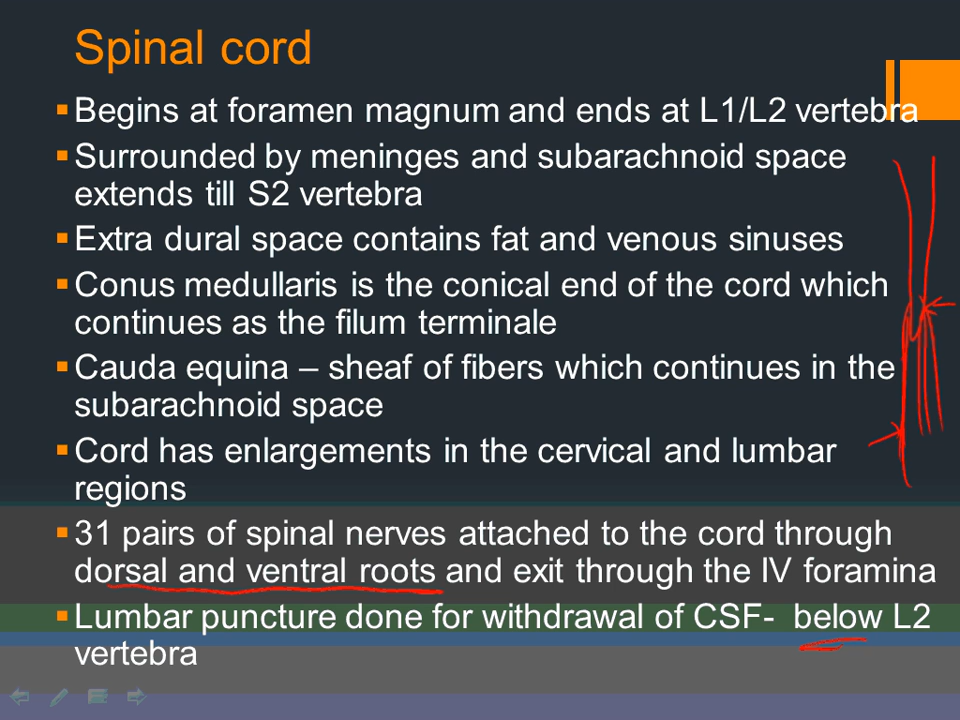 Spinal cord
Begins at foramen magnum and ends at L1/L2 vertebra
Surrounded by meninges and subarachnoid space
extends till S2 vertebra
Extra dural space contains fat and venous sinuses
Conus medullaris is the conical end of the cord which
continues as the filum terminale
Cauda equina – sheaf of fibers which continues in the
subarachnoid space
Cord has enlargements in the cervical and lumbar
regions
31 pairs of spinal nerves attached to the cord through
dorsal and ventral roots and exit through the IV foramina
Lumbar puncture done for withdrawal of CSF- below L2
vertebra